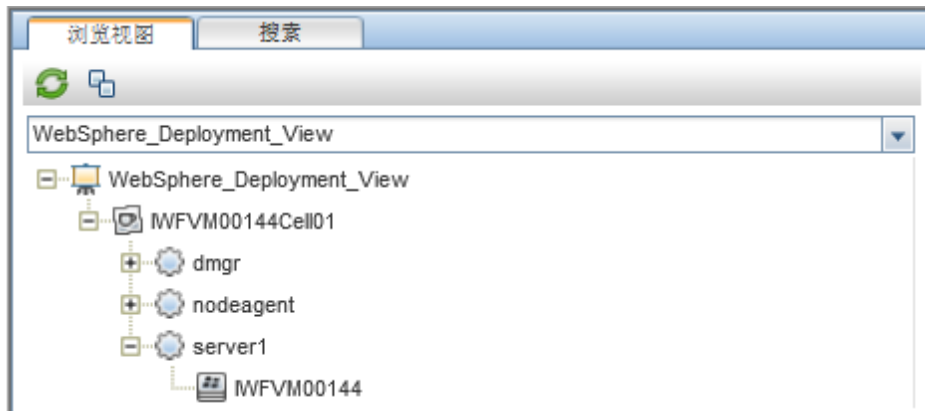 浏览视图 搜索
WebSphere_Deployment_View
WebSphere_Deployment_View
IWFVM00144Cell01
dmgr
nodeagent
server1
IWFVM00144